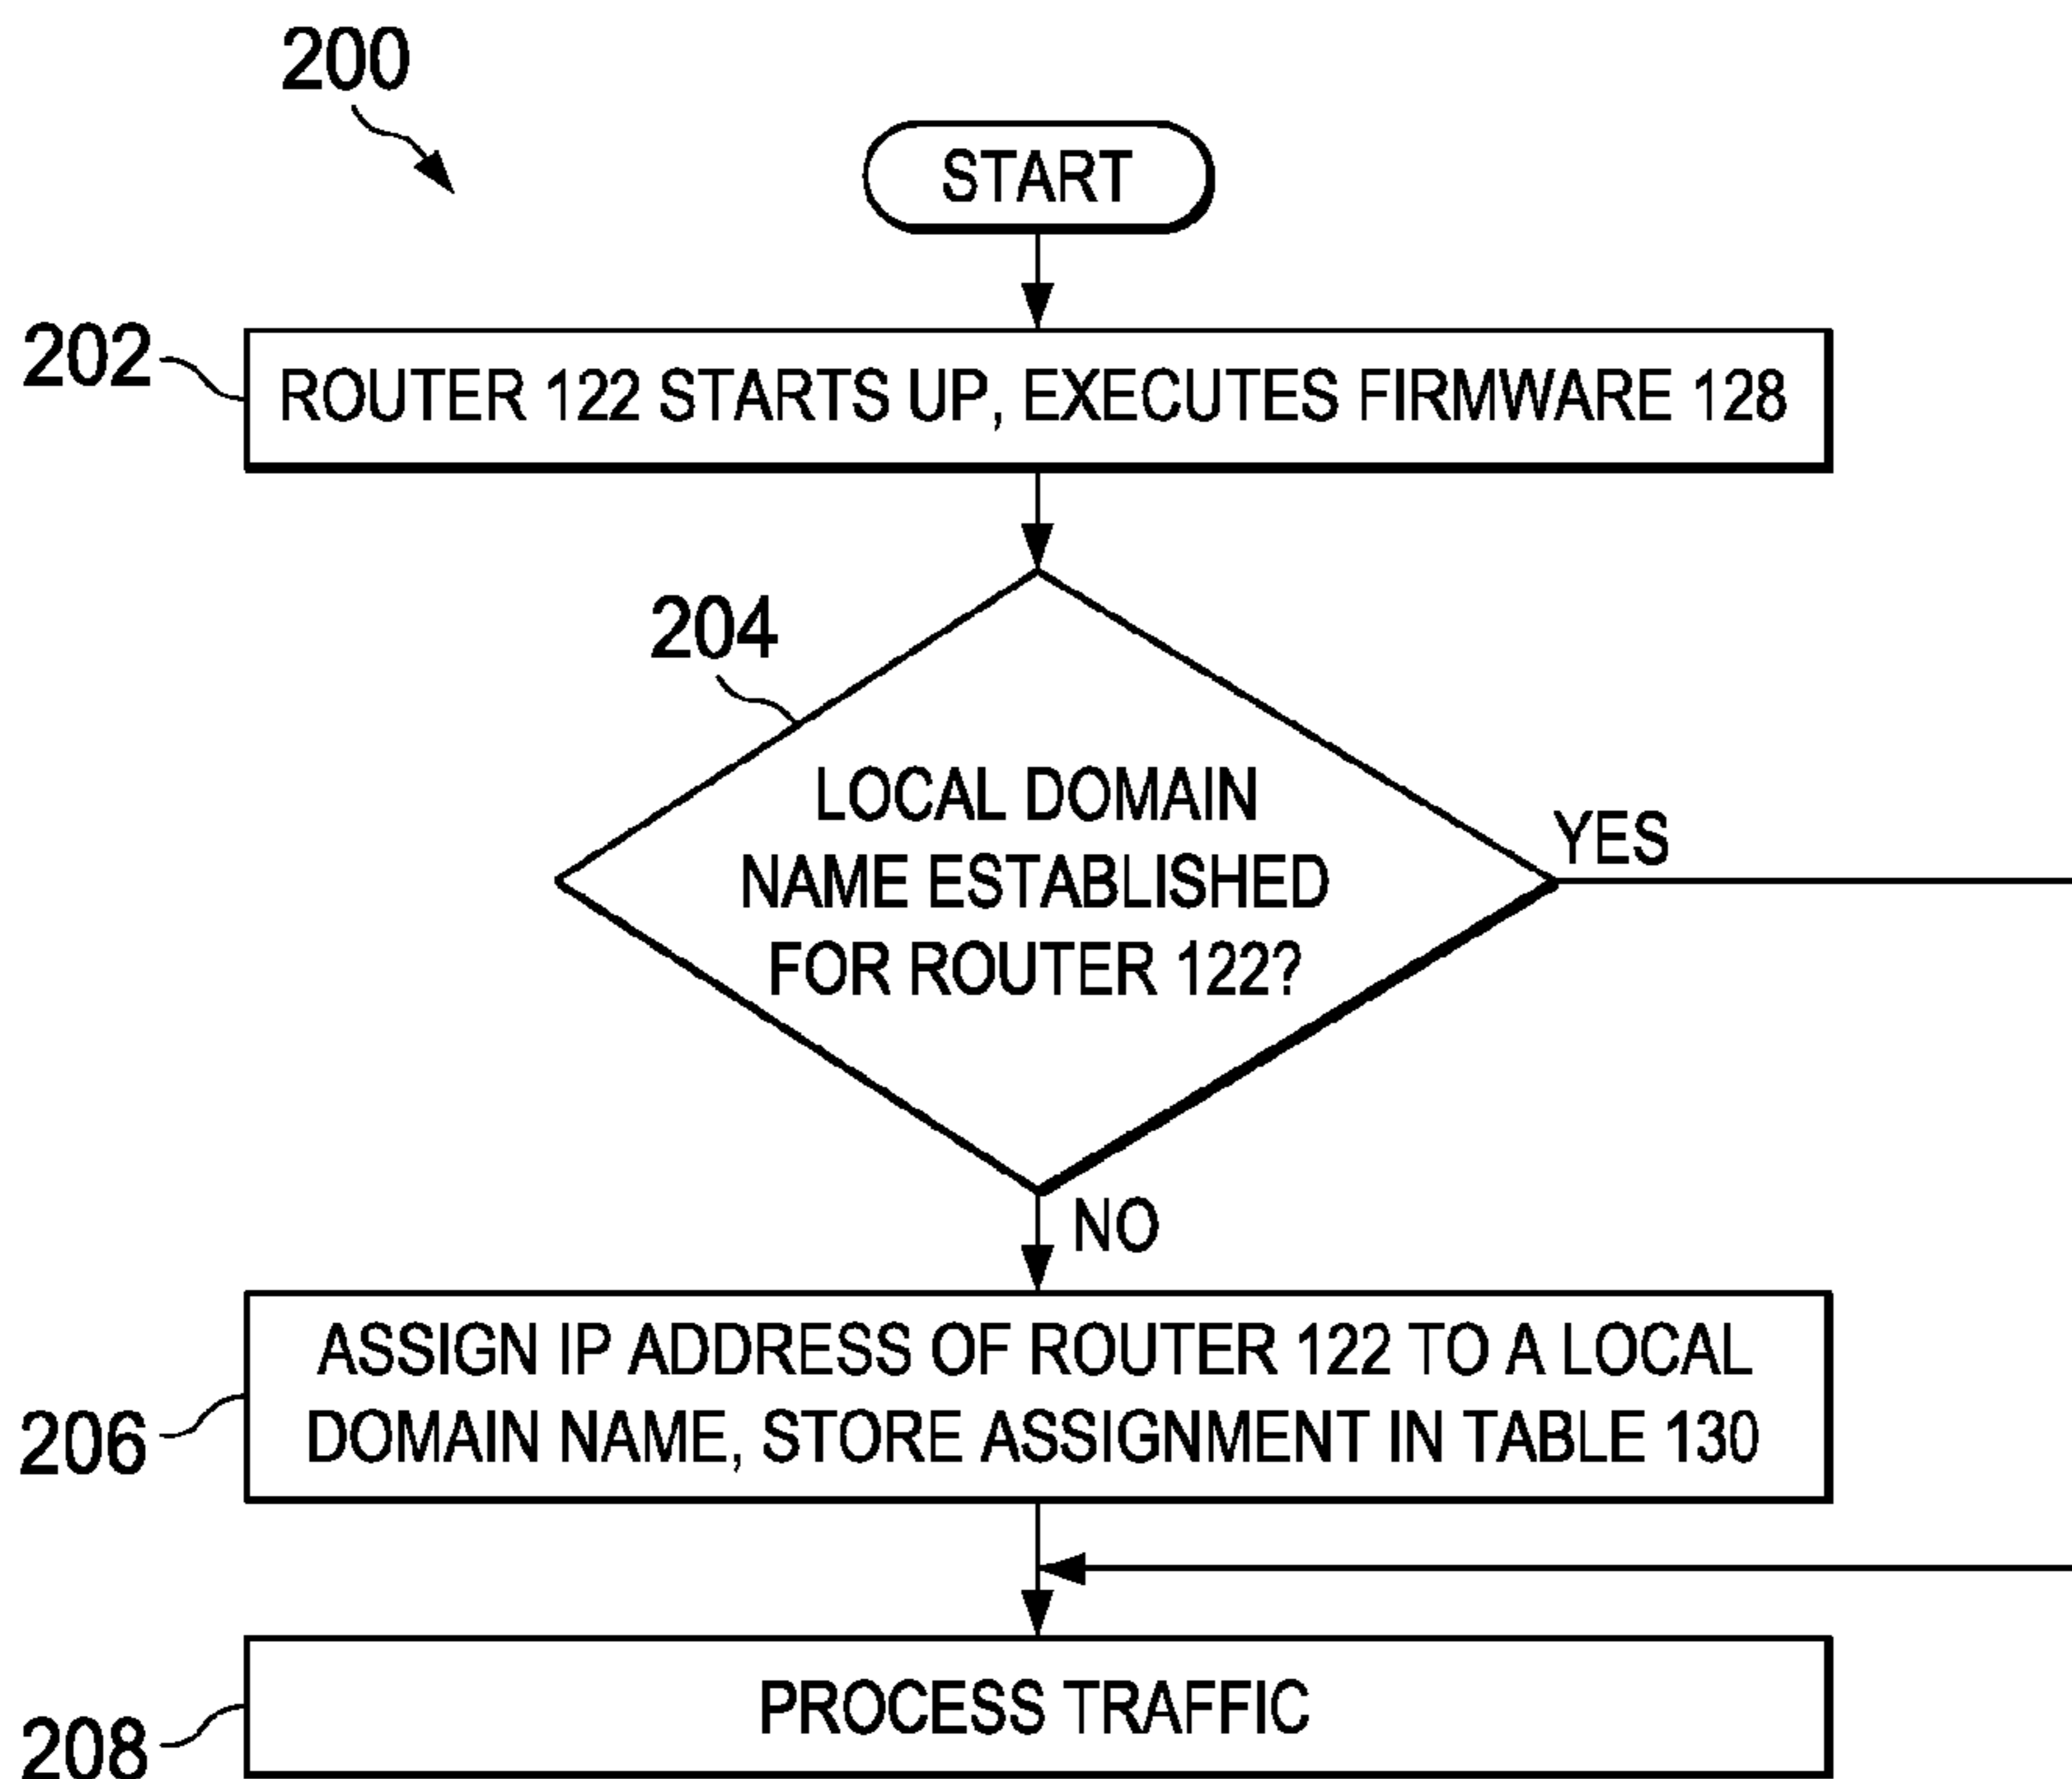 200
START
202
ROUTER 122 STARTS UP, EXECUTES FIRMWARE 128
204
LOCAL DOMAIN
NAME ESTABLISHED
FOR ROUTER 122?
YES
NO
206
ASSIGN IP ADDRESS OF ROUTER 122 TO A LOCAL
DOMAIN NAME, STORE ASSIGNMENT IN TABLE 130
208
PROCESS TRAFFIC